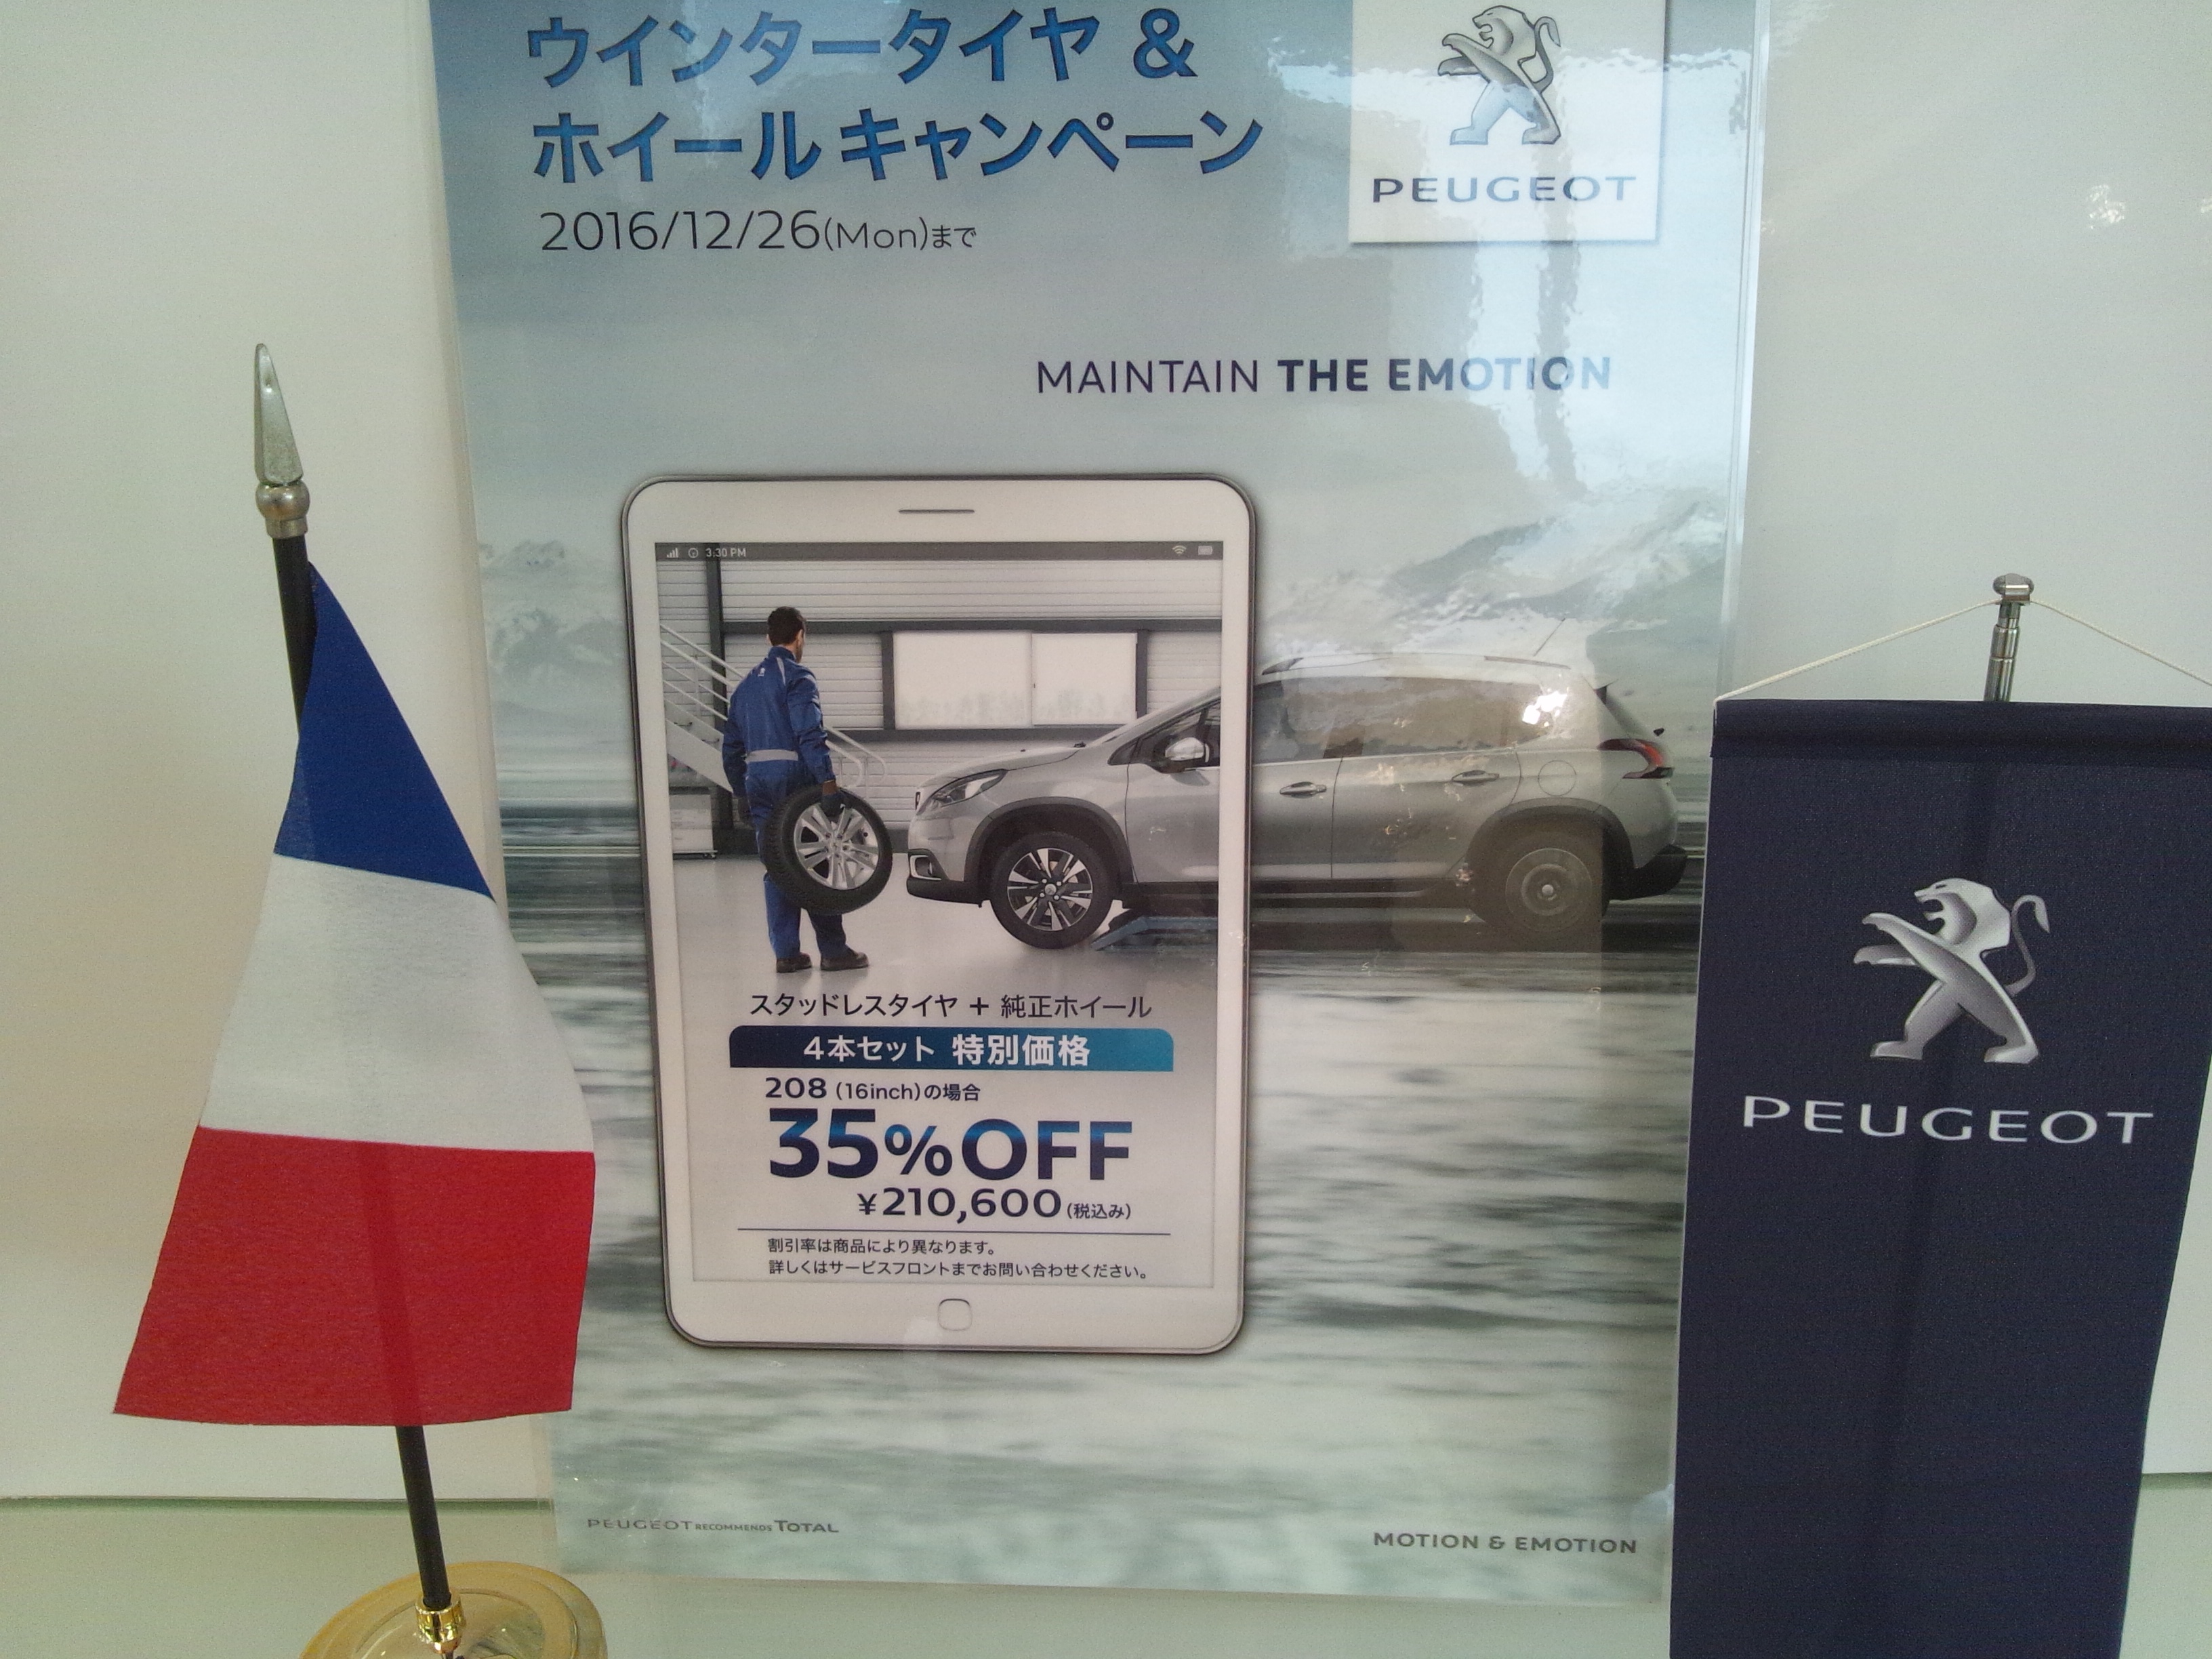 ウインタータイヤ &
ホイール キャンペーン
2016/12/26(Mon)まで
PEUGEOT
MAINTAIN THE EMOTION
3:30 PM
スタッドレスタイヤ + 純正ホイール
4本セット 特別価格
208 (16inch)の場合
35%OFF
¥210,600(税込み)
割引率は商品により異なります。
詳しくはサービスフロントまでお問い合わせください。
PEUGEOT RECOMMENDS TOTAL
MOTION & EMOTION
PEUGEOT